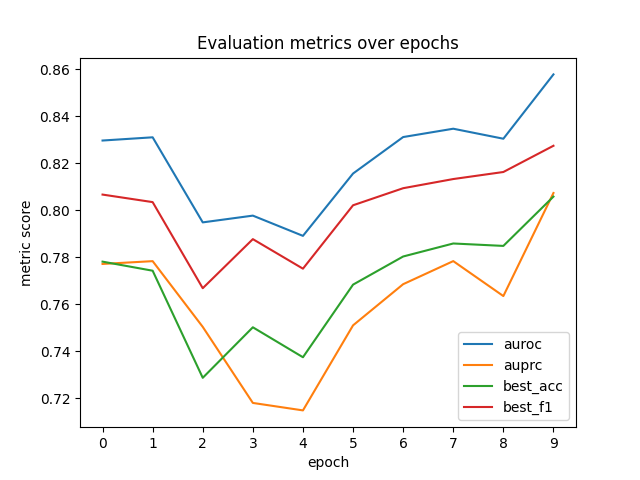 Evaluation metrics over epochs
metric score
0.86
0.84
0.82
0.80
0.78
0.76
0.74
0.72
auroc
auprc
best_acc
best_f1
0 1 2 3 4 5 6 7 8 9
epoch